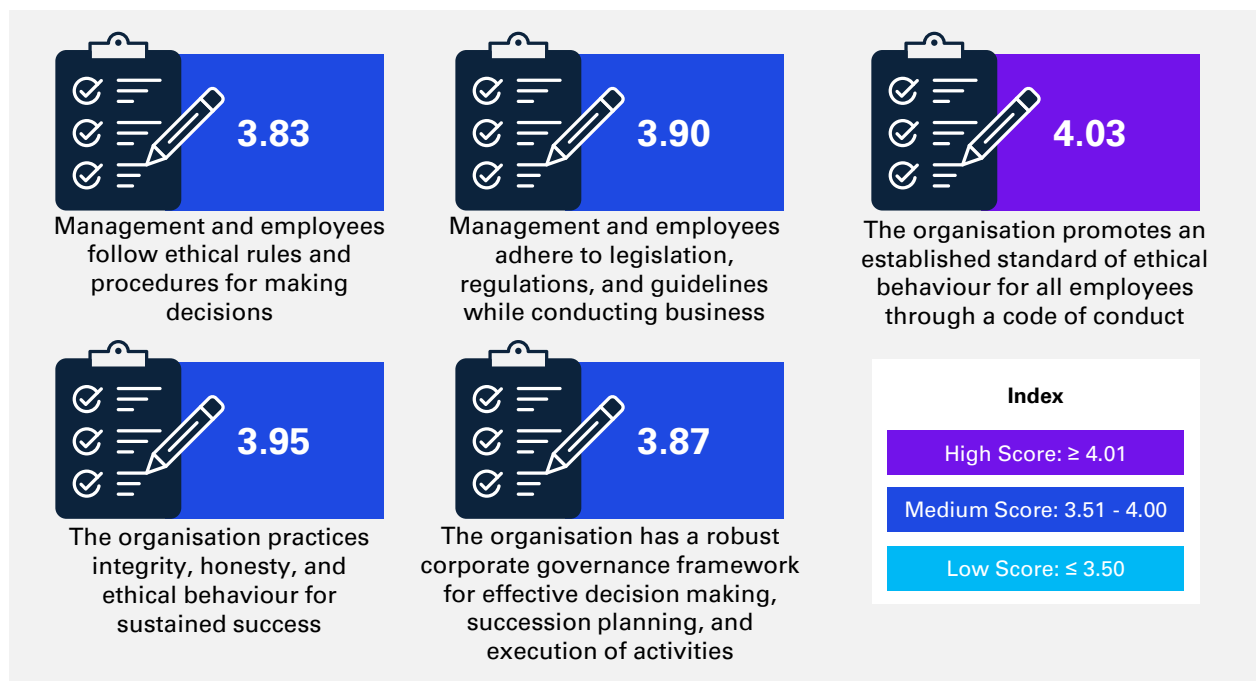 3.83
Management and employees
follow ethical rules and
procedures for making
decisions
3.90
Management and employees
adhere to legislation,
regulations, and guidelines
while conducting business
4.03
The organisation promotes an
established standard of ethical
behaviour for all employees
through a code of conduct
3.95
The organisation practices
integrity, honesty, and
ethical behaviour for
sustained success
3.87
The organisation has a robust
corporate governance framework
for effective decision making,
succession planning, and
execution of activities
Index
High Score: ≥ 4.01
Medium Score: 3.51 - 4.00
Low Score: ≤ 3.50